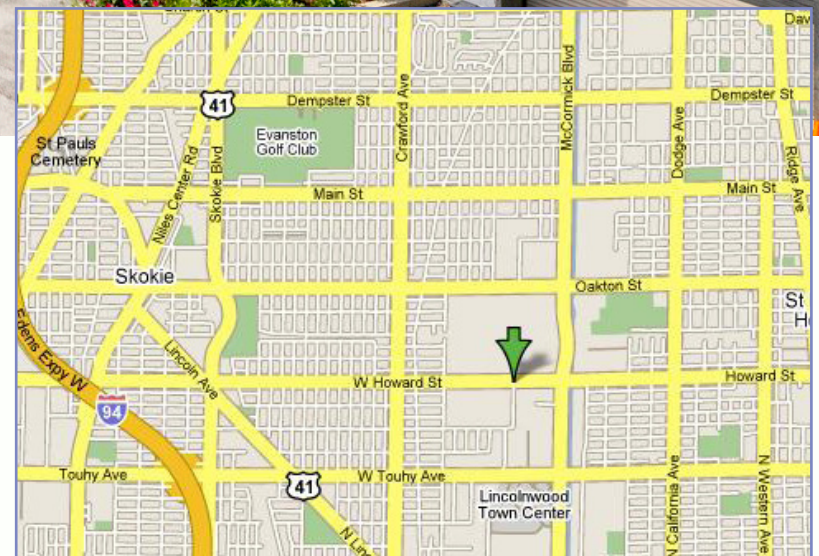 Church St
Dav
41
Dempster St
Dempster St
Crawford Ave
McCormick Blvd
Dodge Ave
Ridge Ave
St Pauls
Cemetery
Evanston
Golf Club
Niles Center Rd
Skokie Blvd
Main St
Main St
Skokie
Oakton St
St
H
Edens Expy W
94
Lincoln Ave
W Howard St
Howard St
Touhy Ave
41
W Touhy Ave
Lincolnwood
Town Center
N Linc
N California Ave
N Western Ave